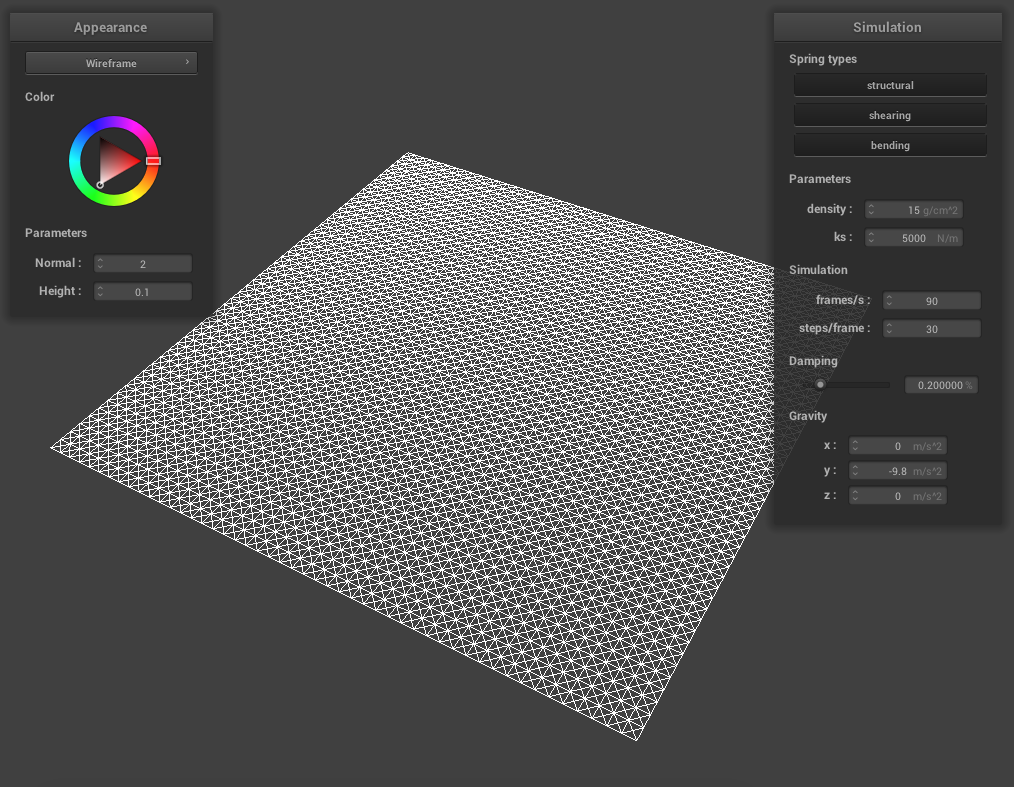 Appearance
Wireframe ›
Color
Parameters
Normal : 2
Height : 0.1
Simulation
Spring types
structural
shearing
bending
Parameters
density : 15 g/cm^2
ks : 5000 N/m
Simulation
frames/s : 90
steps/frame : 30
Damping
0.200000 %
Gravity
x : 0 m/s^2
y : -9.8 m/s^2
z : 0 m/s^2